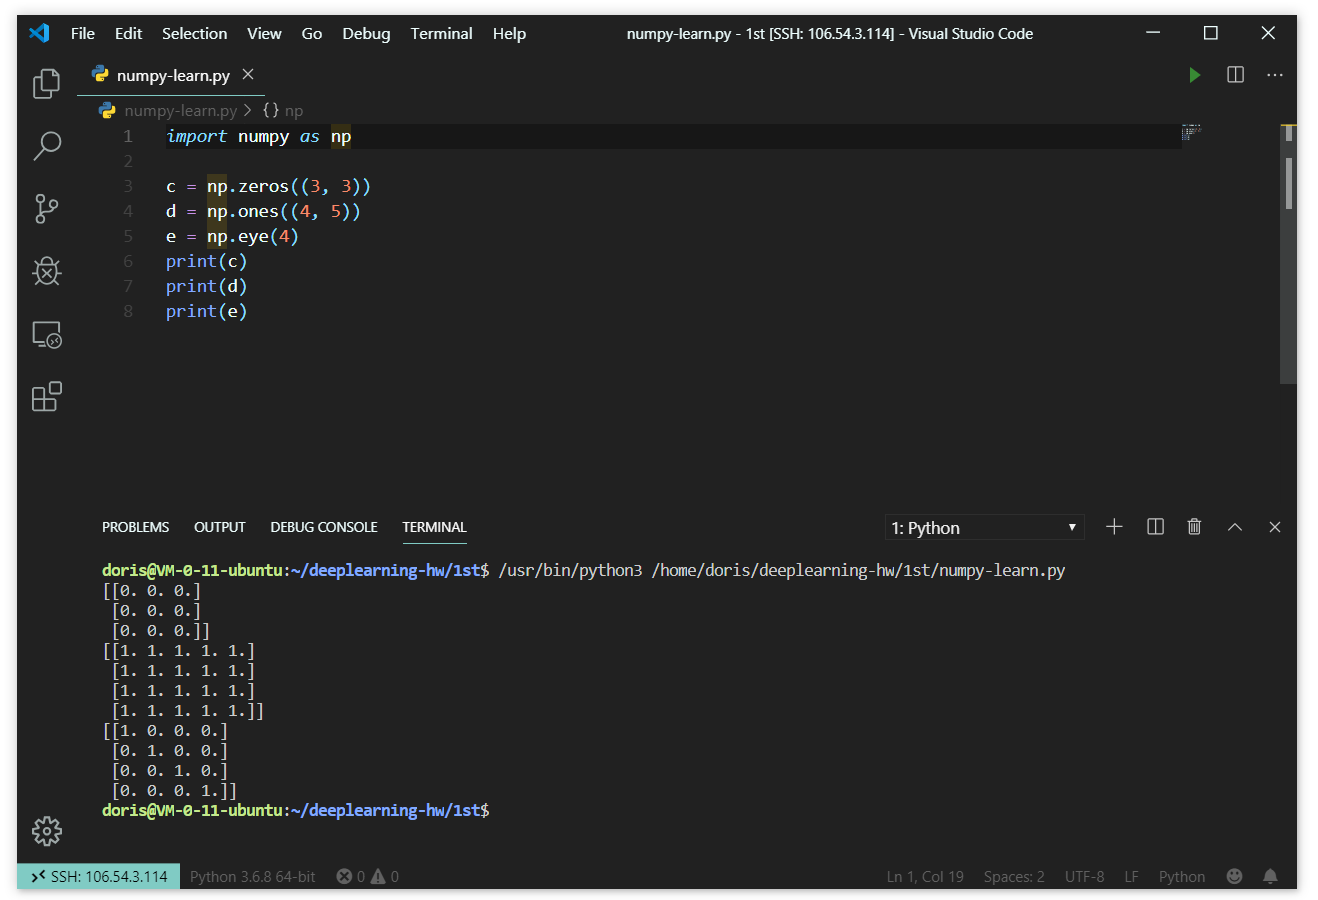 File Edit Selection View Go Debug Terminal Help numpy-learn.py - 1st [SSH: 106.54.3.114] - Visual Studio Code
numpy-learn.py
numpy-learn.py > {} np
1 import numpy as np
2
3 c = np.zeros((3, 3))
4 d = np.ones((4, 5))
5 e = np.eye(4)
6 print(c)
7 print(d)
8 print(e)
PROBLEMS OUTPUT DEBUG CONSOLE TERMINAL 1: Python
doris@VM-0-11-ubuntu:~/deeplearning-hw/1st$ /usr/bin/python3 /home/doris/deeplearning-hw/1st/numpy-learn.py
[[0. 0. 0.]
 [0. 0. 0.]
 [0. 0. 0.]]
[[1. 1. 1. 1. 1.]
 [1. 1. 1. 1. 1.]
 [1. 1. 1. 1. 1.]
 [1. 1. 1. 1. 1.]]
[[1. 0. 0. 0.]
 [0. 1. 0. 0.]
 [0. 0. 1. 0.]
 [0. 0. 0. 1.]]
doris@VM-0-11-ubuntu:~/deeplearning-hw/1st$
SSH: 106.54.3.114 Python 3.6.8 64-bit 0 0 Ln 1, Col 19 Spaces: 2 UTF-8 LF Python